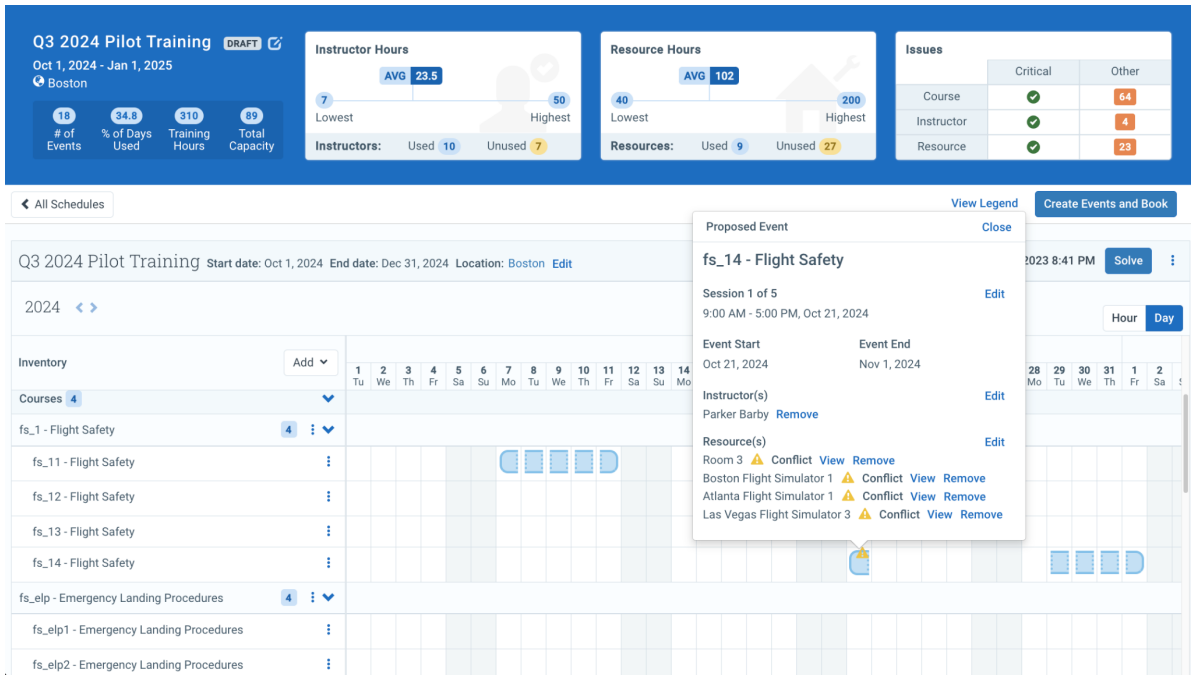 Q3 2024 Pilot Training DRAFT
Oct 1, 2024 - Jan 1, 2025
Boston
18 34.8 310 89
# of Events % of Days Used Training Hours Total Capacity
Instructor Hours
AVG 23.5
7 50
Lowest Highest
Instructors: Used 10 Unused 7
Resource Hours
AVG 102
40 200
Lowest Highest
Resources: Used 9 Unused 27
Issues
Critical Other
Course 64
Instructor 4
Resource 23
All Schedules
View Legend
Create Events and Book
Q3 2024 Pilot Training Start date: Oct 1, 2024 End date: Dec 31, 2024 Location: Boston Edit
2023 8:41 PM Solve
2024
Hour Day
Proposed Event Close
fs_14 - Flight Safety
Session 1 of 5 Edit
9:00 AM - 5:00 PM, Oct 21, 2024
Event Start Event End
Oct 21, 2024 Nov 1, 2024
Instructor(s) Edit
Parker Barby Remove
Resource(s) Edit
Room 3 Conflict View Remove
Boston Flight Simulator 1 Conflict View Remove
Atlanta Flight Simulator 1 Conflict View Remove
Las Vegas Flight Simulator 3 Conflict View Remove
Inventory Add
1 2 3 4 5 6 7 8 9 10 11 12 13 14 28 29 30 31 1 2
Tu We Th Fr Sa Su Mo Tu We Th Fr Sa Su Mo Mo Tu We Th Fr Sa
Courses 4
fs_1 - Flight Safety 4
fs_11 - Flight Safety
fs_12 - Flight Safety
fs_13 - Flight Safety
fs_14 - Flight Safety
fs_elp - Emergency Landing Procedures 4
fs_elp1 - Emergency Landing Procedures
fs_elp2 - Emergency Landing Procedures